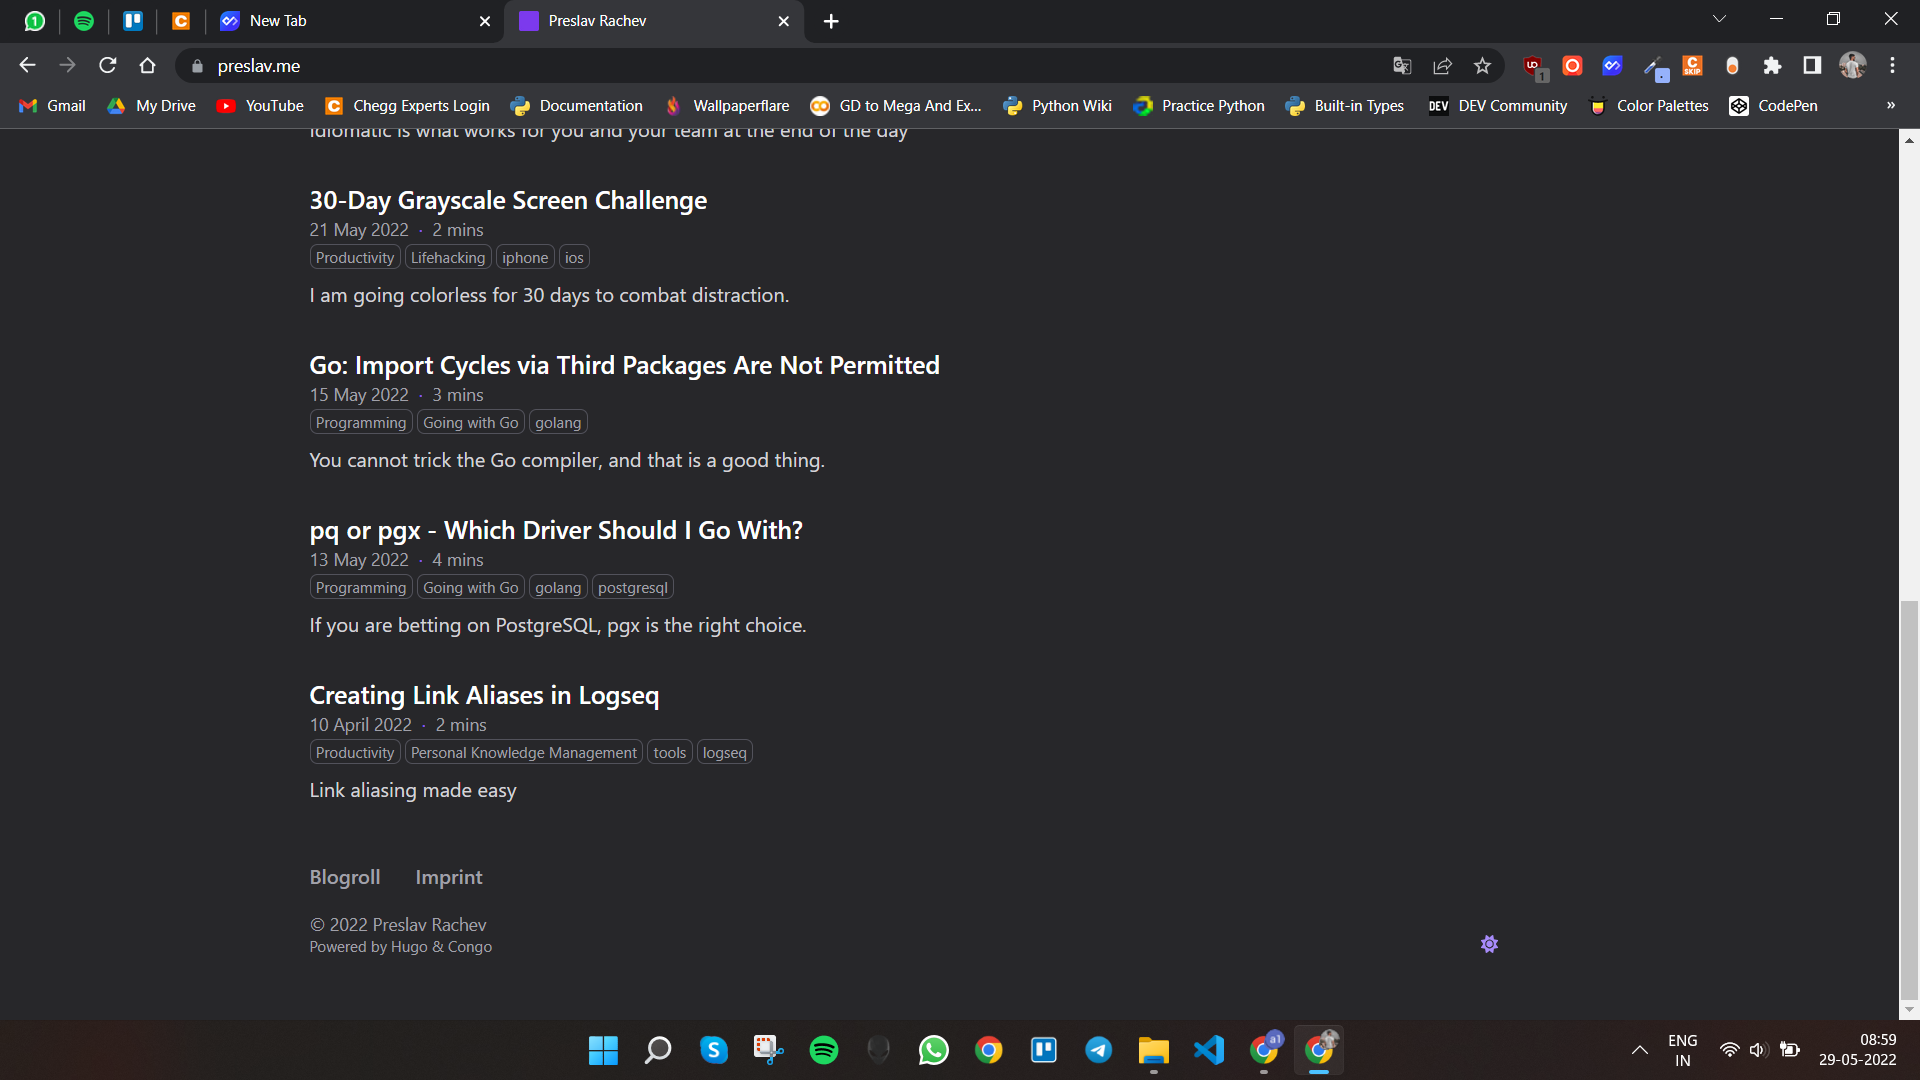 New Tab
Preslav Rachev
preslav.me
1
Gmail
My Drive
YouTube
Chegg Experts Login
Documentation
Wallpaperflare
GD to Mega And Ex...
Python Wiki
Practice Python
Built-in Types
DEV
DEV Community
Color Palettes
CodePen
»
Idiomatic is what works for you and your team at the end of the day
30-Day Grayscale Screen Challenge
21 May 2022 · 2 mins
Productivity Lifehacking iphone ios
I am going colorless for 30 days to combat distraction.
Go: Import Cycles via Third Packages Are Not Permitted
15 May 2022 · 3 mins
Programming Going with Go golang
You cannot trick the Go compiler, and that is a good thing.
pq or pgx - Which Driver Should I Go With?
13 May 2022 · 4 mins
Programming Going with Go golang postgresql
If you are betting on PostgreSQL, pgx is the right choice.
Creating Link Aliases in Logseq
10 April 2022 · 2 mins
Productivity Personal Knowledge Management tools logseq
Link aliasing made easy
Blogroll Imprint
© 2022 Preslav Rachev
Powered by Hugo & Congo
a1
ENG
IN
08:59
29-05-2022